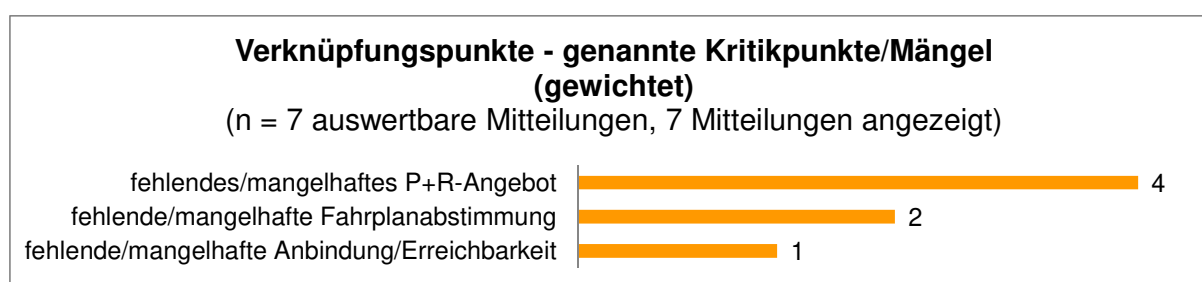 Verknüpfungspunkte - genannte Kritikpunkte/Mängel
(gewichtet)
(n = 7 auswertbare Mitteilungen, 7 Mitteilungen angezeigt)
fehlendes/mangelhaftes P+R-Angebot 4
fehlende/mangelhafte Fahrplanabstimmung 2
fehlende/mangelhafte Anbindung/Erreichbarkeit 1